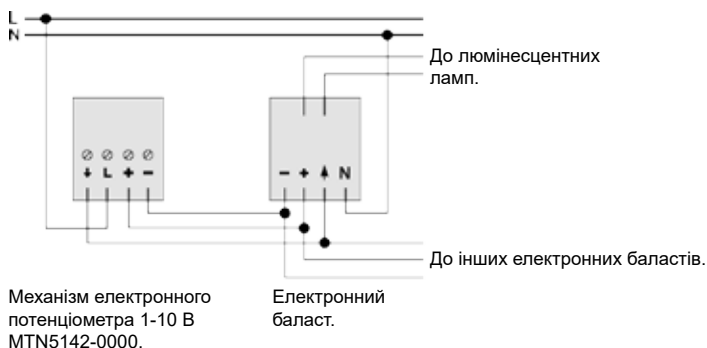 L
N
До люмінесцентних
ламп.
L + –
– + N
До інших електронних баластів.
Механізм електронного
потенціометра 1-10 В
MTN5142-0000.
Електронний
баласт.